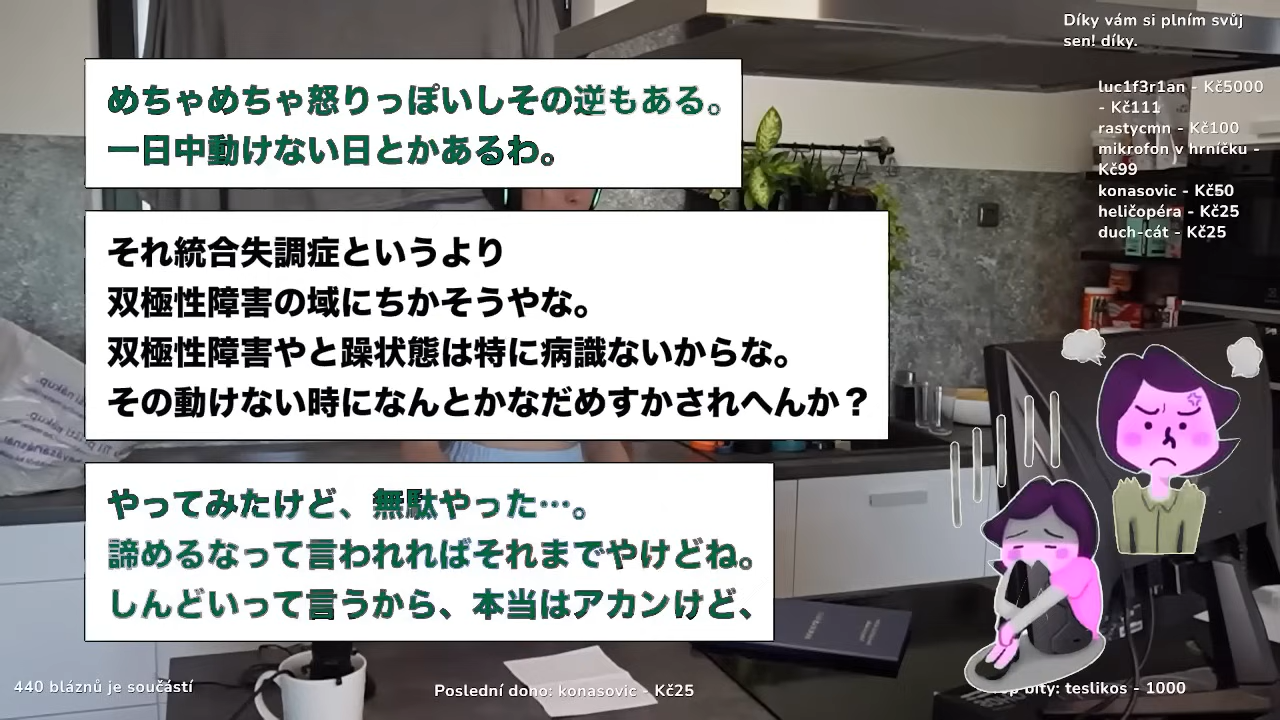 Díky vám si plním svůj
sen! díky.
luc1f3r1an - Kč5000
- Kč111
rastycmn - Kč100
mikrofon v hrníčku -
Kč99
konasovic - Kč50
heličopéra - Kč25
duch-cát - Kč25
めちゃめちゃ怒りっぽいしその逆もある。
一日中動けない日とかあるわ。
それ統合失調症というより
双極性障害の域にちかそうやな。
双極性障害やと躁状態は特に病識ないからな。
その動けない時になんとかなだめすかされへんか？
やってみたけど、無駄やった…。
諦めるなって言われればそれまでやけどね。
しんどいって言うから、本当はアカンけど、
440 bláznů je součástí
Poslední dono: konasovic - Kč25
bity: teslikos - 1000